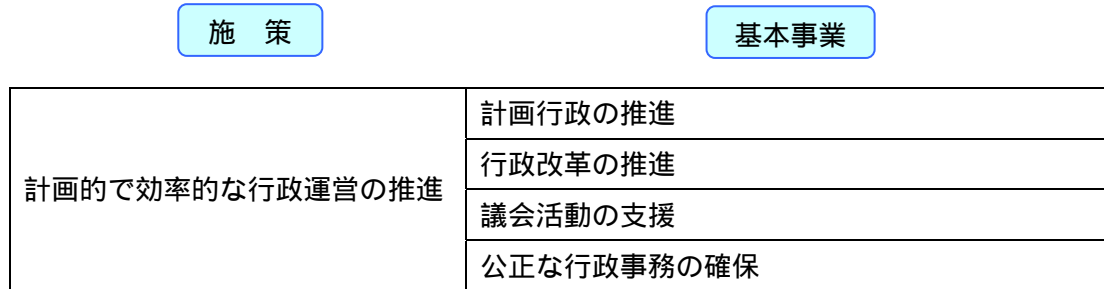 施　策
基本事業
計画的で効率的な行政運営の推進
計画行政の推進
行政改革の推進
議会活動の支援
公正な行政事務の確保